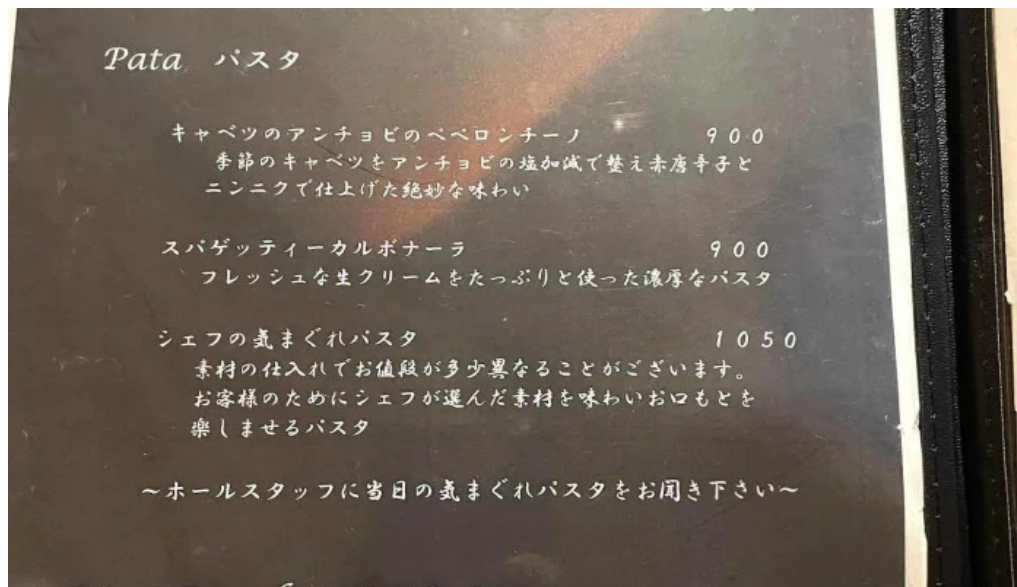 Pata パスタ
キャベツのアンチョビのペペロンチーノ 900
季節のキャベツをアンチョビの塩加減で整え赤唐辛子と
ニンニクで仕上げた絶妙な味わい
スパゲッティーカルボナーラ 900
フレッシュな生クリームをたっぷりと使った濃厚なパスタ
シェフの気まぐれパスタ 1050
素材の仕入れでお値段が多少異なることがございます。
お客様のためにシェフが選んだ素材を味わいお口もとを
楽しませるパスタ
~ホールスタッフに当日の気まぐれパスタをお聞き下さい~